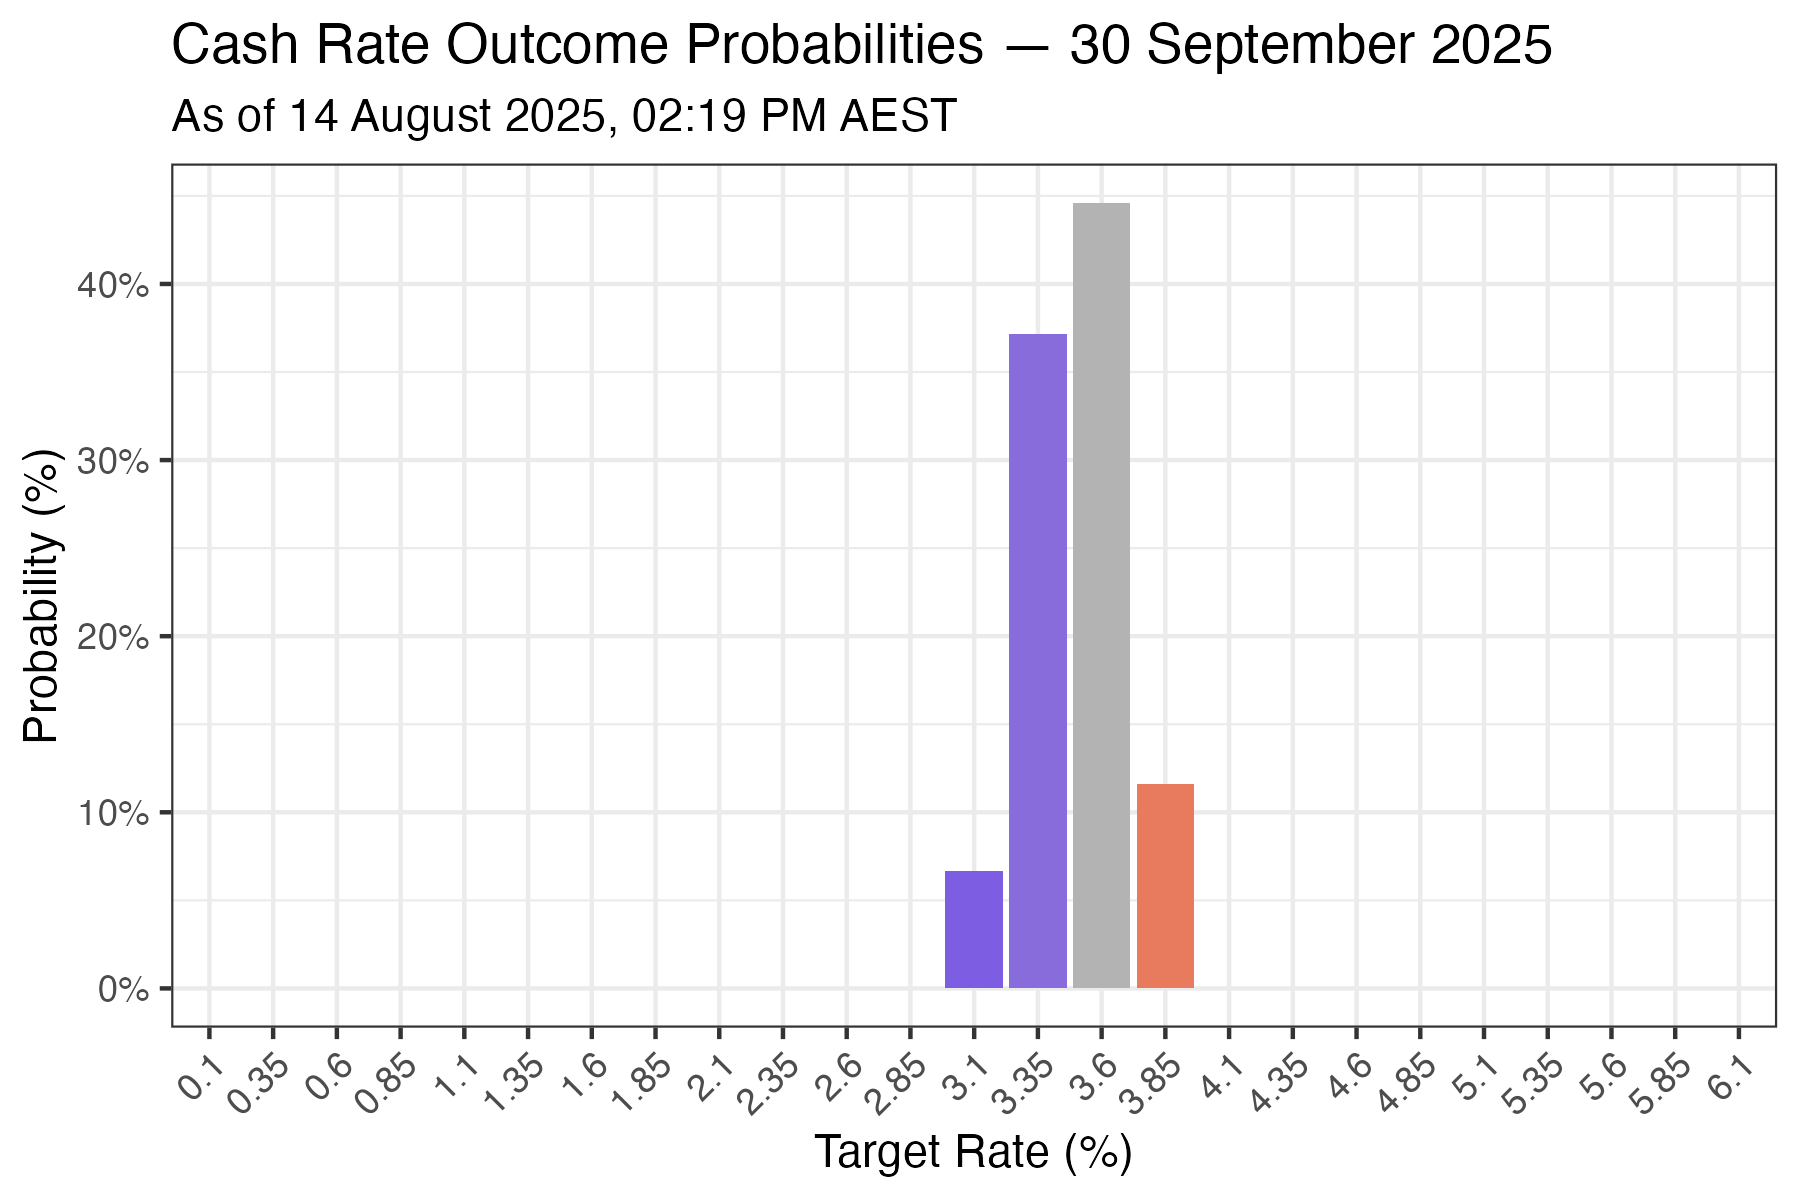 Cash Rate Outcome Probabilities — 30 September 2025
As of 14 August 2025, 02:19 PM AEST
Probability (%)
40%
30%
20%
10%
0%
0.1 0.35 0.6 0.85 1.1 1.35 1.6 1.85 2.1 2.35 2.6 2.85 3.1 3.35 3.6 3.85 4.1 4.35 4.6 4.85 5.1 5.35 5.6 5.85 6.1
Target Rate (%)